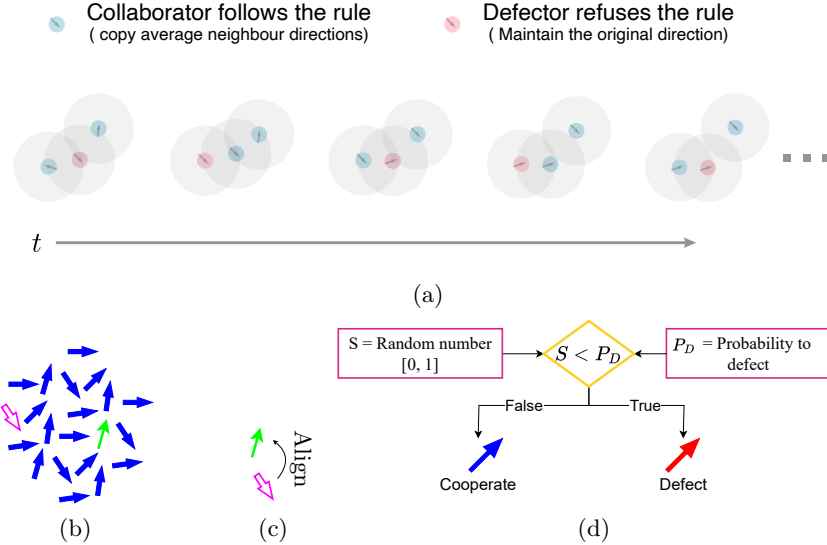 Collaborator follows the rule
( copy average neighbour directions)
Defector refuses the rule
( Maintain the original direction)
t
(a)
S = Random number
[0, 1]
S < P_D
P_D = Probability to
defect
False
True
Align
Cooperate
Defect
(b)
(c)
(d)